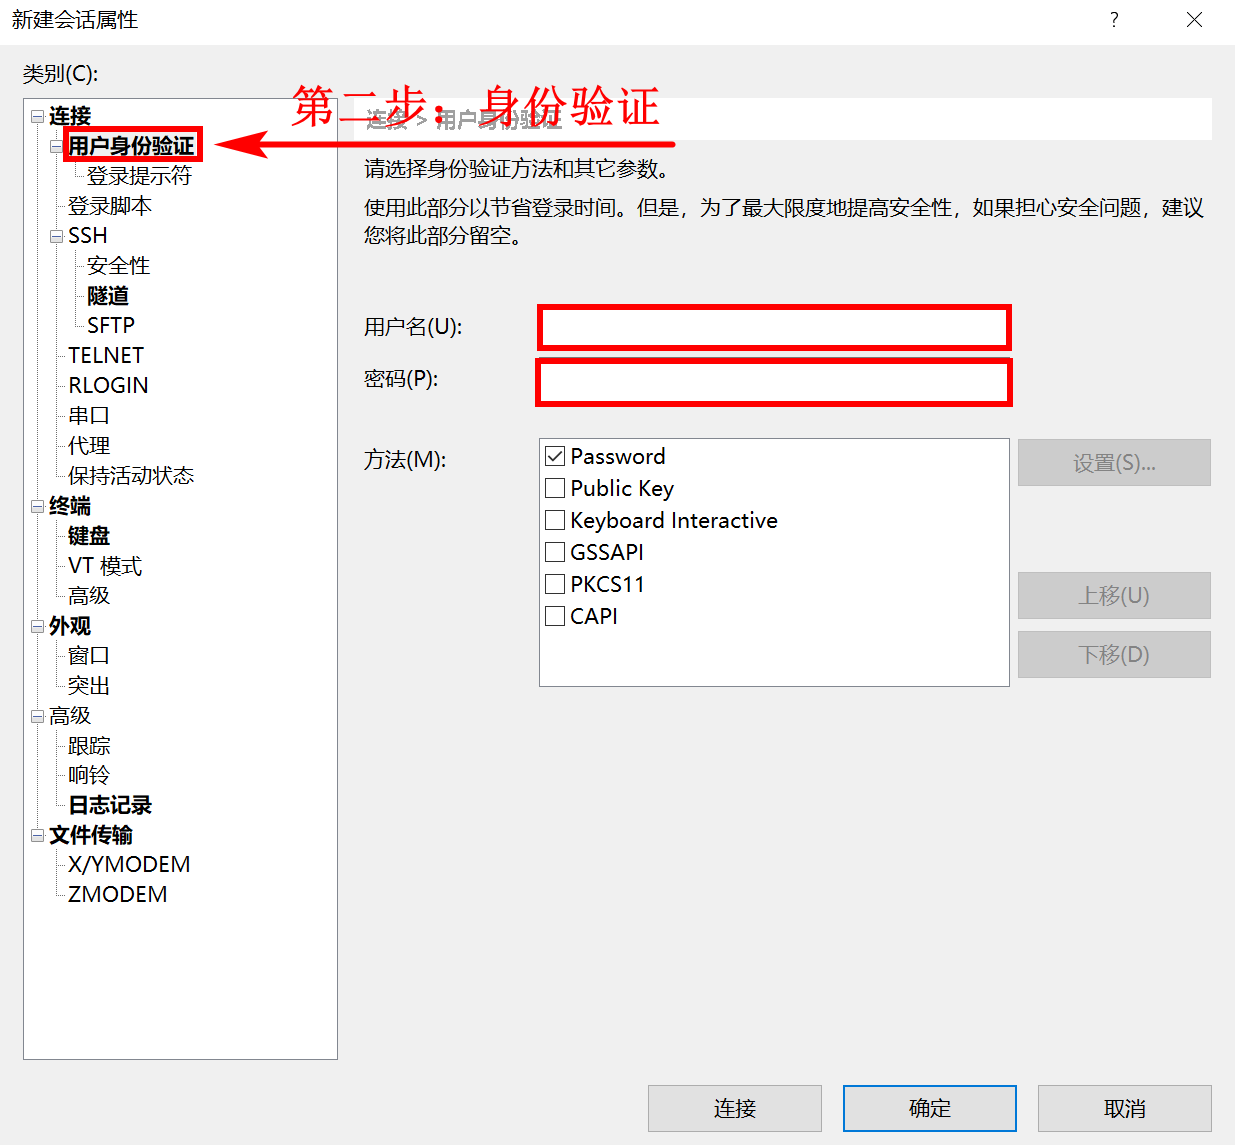 新建会话属性
?
类别(C):
第二步：身份验证
连接 > 用户身份验证
连接
用户身份验证
登录提示符
登录脚本
SSH
安全性
隧道
SFTP
TELNET
RLOGIN
串口
代理
保持活动状态
终端
键盘
VT 模式
高级
外观
窗口
突出
高级
跟踪
响铃
日志记录
文件传输
X/YMODEM
ZMODEM
请选择身份验证方法和其它参数。
使用此部分以节省登录时间。但是，为了最大限度地提高安全性，如果担心安全问题，建议
您将此部分留空。
用户名(U):
密码(P):
方法(M):
Password
Public Key
Keyboard Interactive
GSSAPI
PKCS11
CAPI
设置(S)...
上移(U)
下移(D)
连接
确定
取消